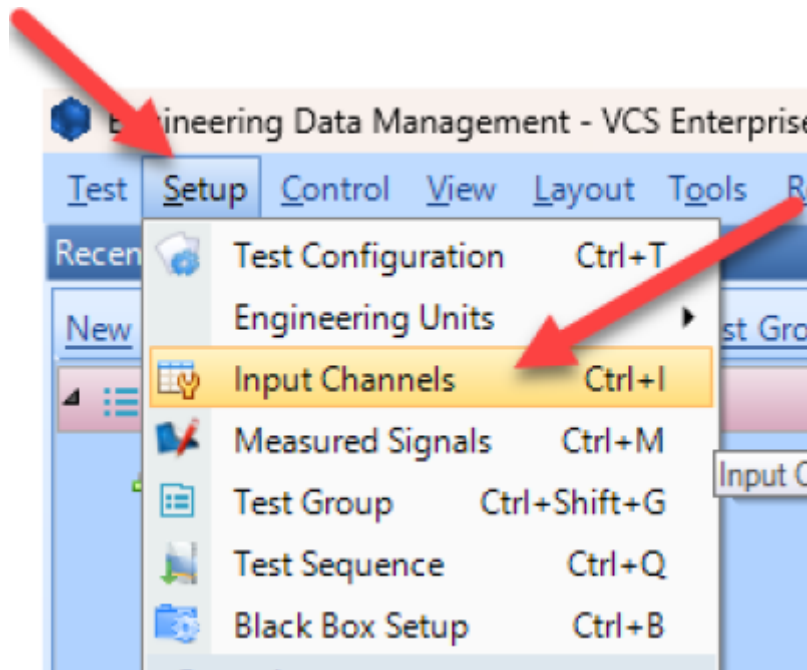 Engineering Data Management - VCS Enterprise
Test Setup Control View Layout Tools
Recen
New st Gro
Test Configuration Ctrl+T
Engineering Units
Input Channels Ctrl+I
Measured Signals Ctrl+M
Input C
Test Group Ctrl+Shift+G
Test Sequence Ctrl+Q
Black Box Setup Ctrl+B